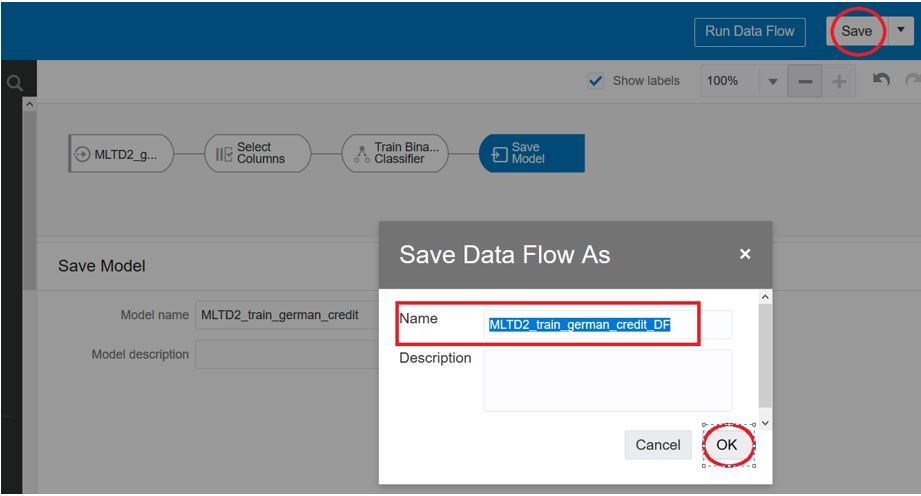 Run Data Flow
Save
Show labels
100%
MLTD2_g...
Select
Columns
Train Bina...
Classifier
Save
Model
Save Model
Model name
MLTD2_train_german_credit
Model description
Save Data Flow As
Name
MLTD2_train_german_credit_DF
Description
Cancel
OK